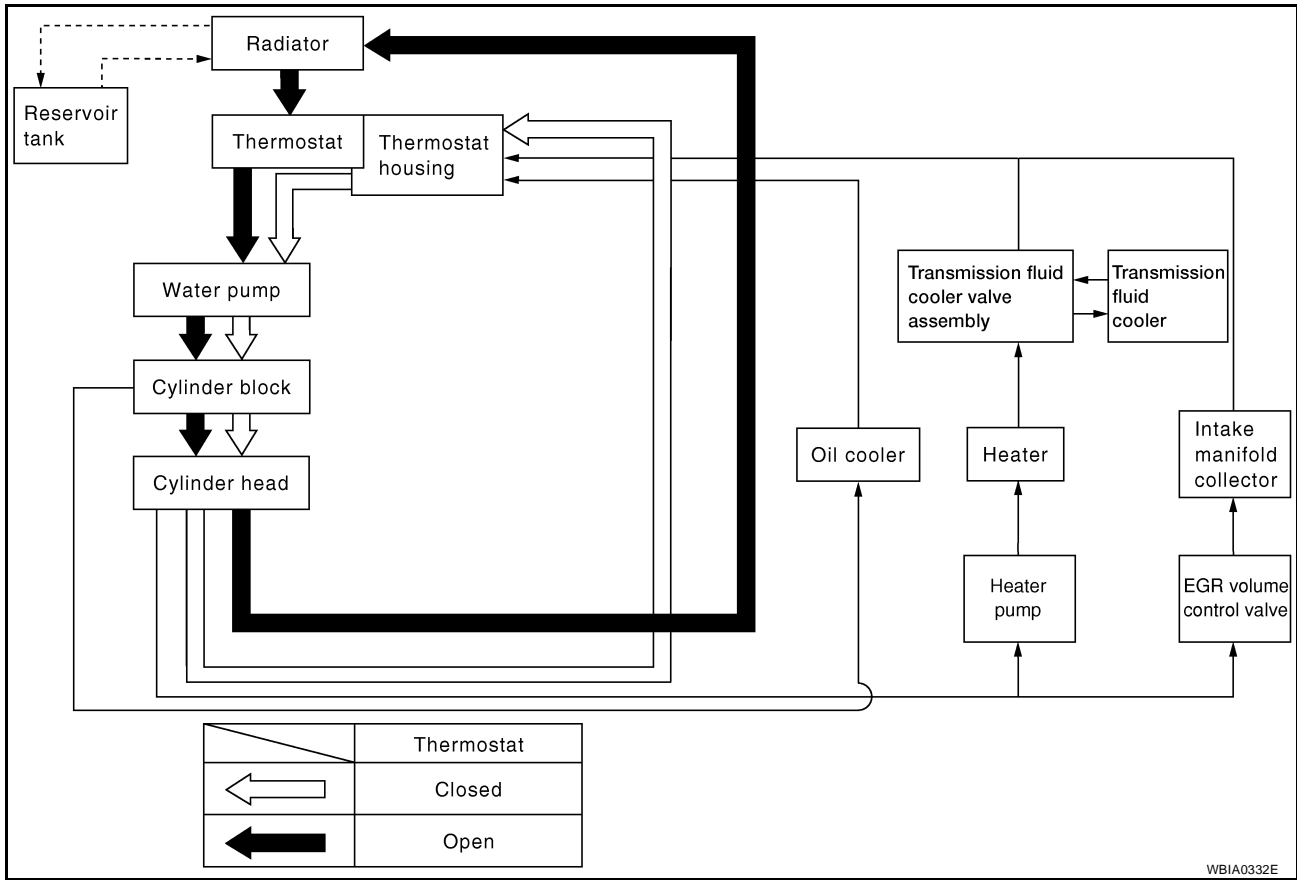 Radiator
Reservoir
tank
Thermostat
Thermostat
housing
Water pump
Transmission fluid
cooler valve
assembly
Transmission
fluid
cooler
Cylinder block
Cylinder head
Oil cooler
Heater
Intake
manifold
collector
Heater
pump
EGR volume
control valve
Thermostat
Closed
Open
WBIA0332E